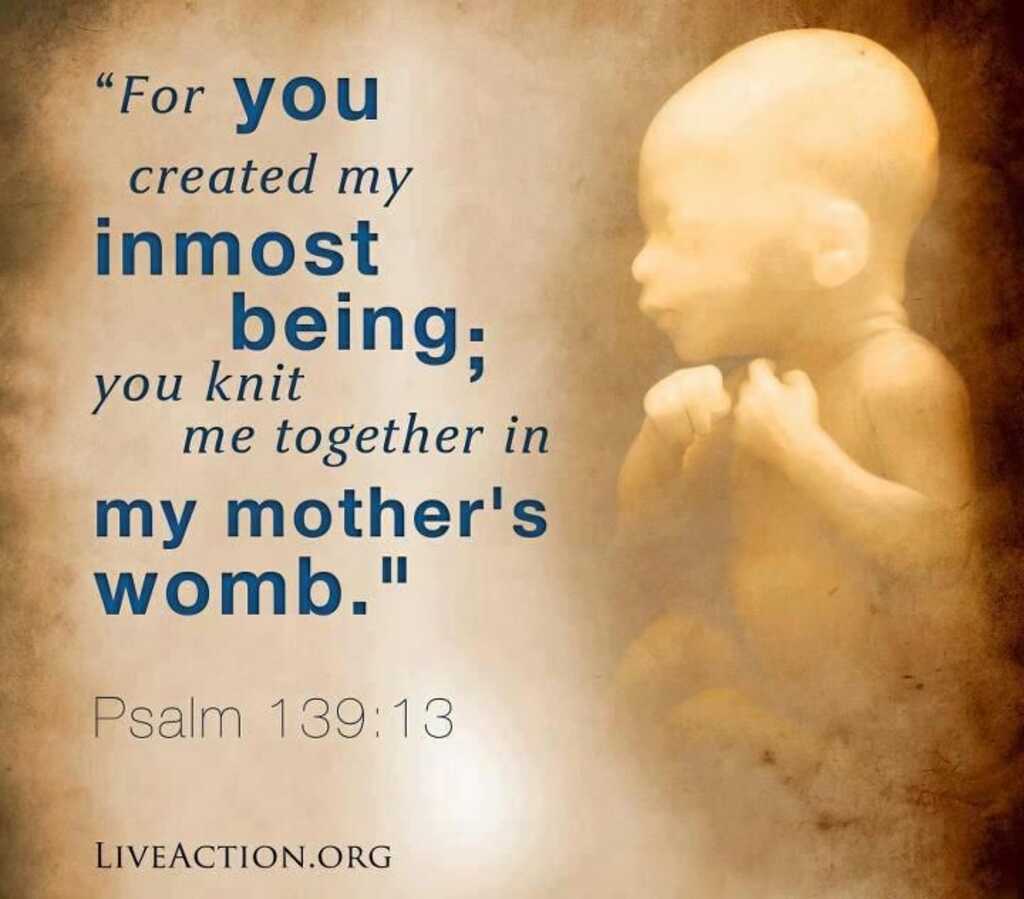 “For you
created my
inmost
being;
you knit
me together in
my mother's
womb."
Psalm 139:13
LIVEACTION.ORG